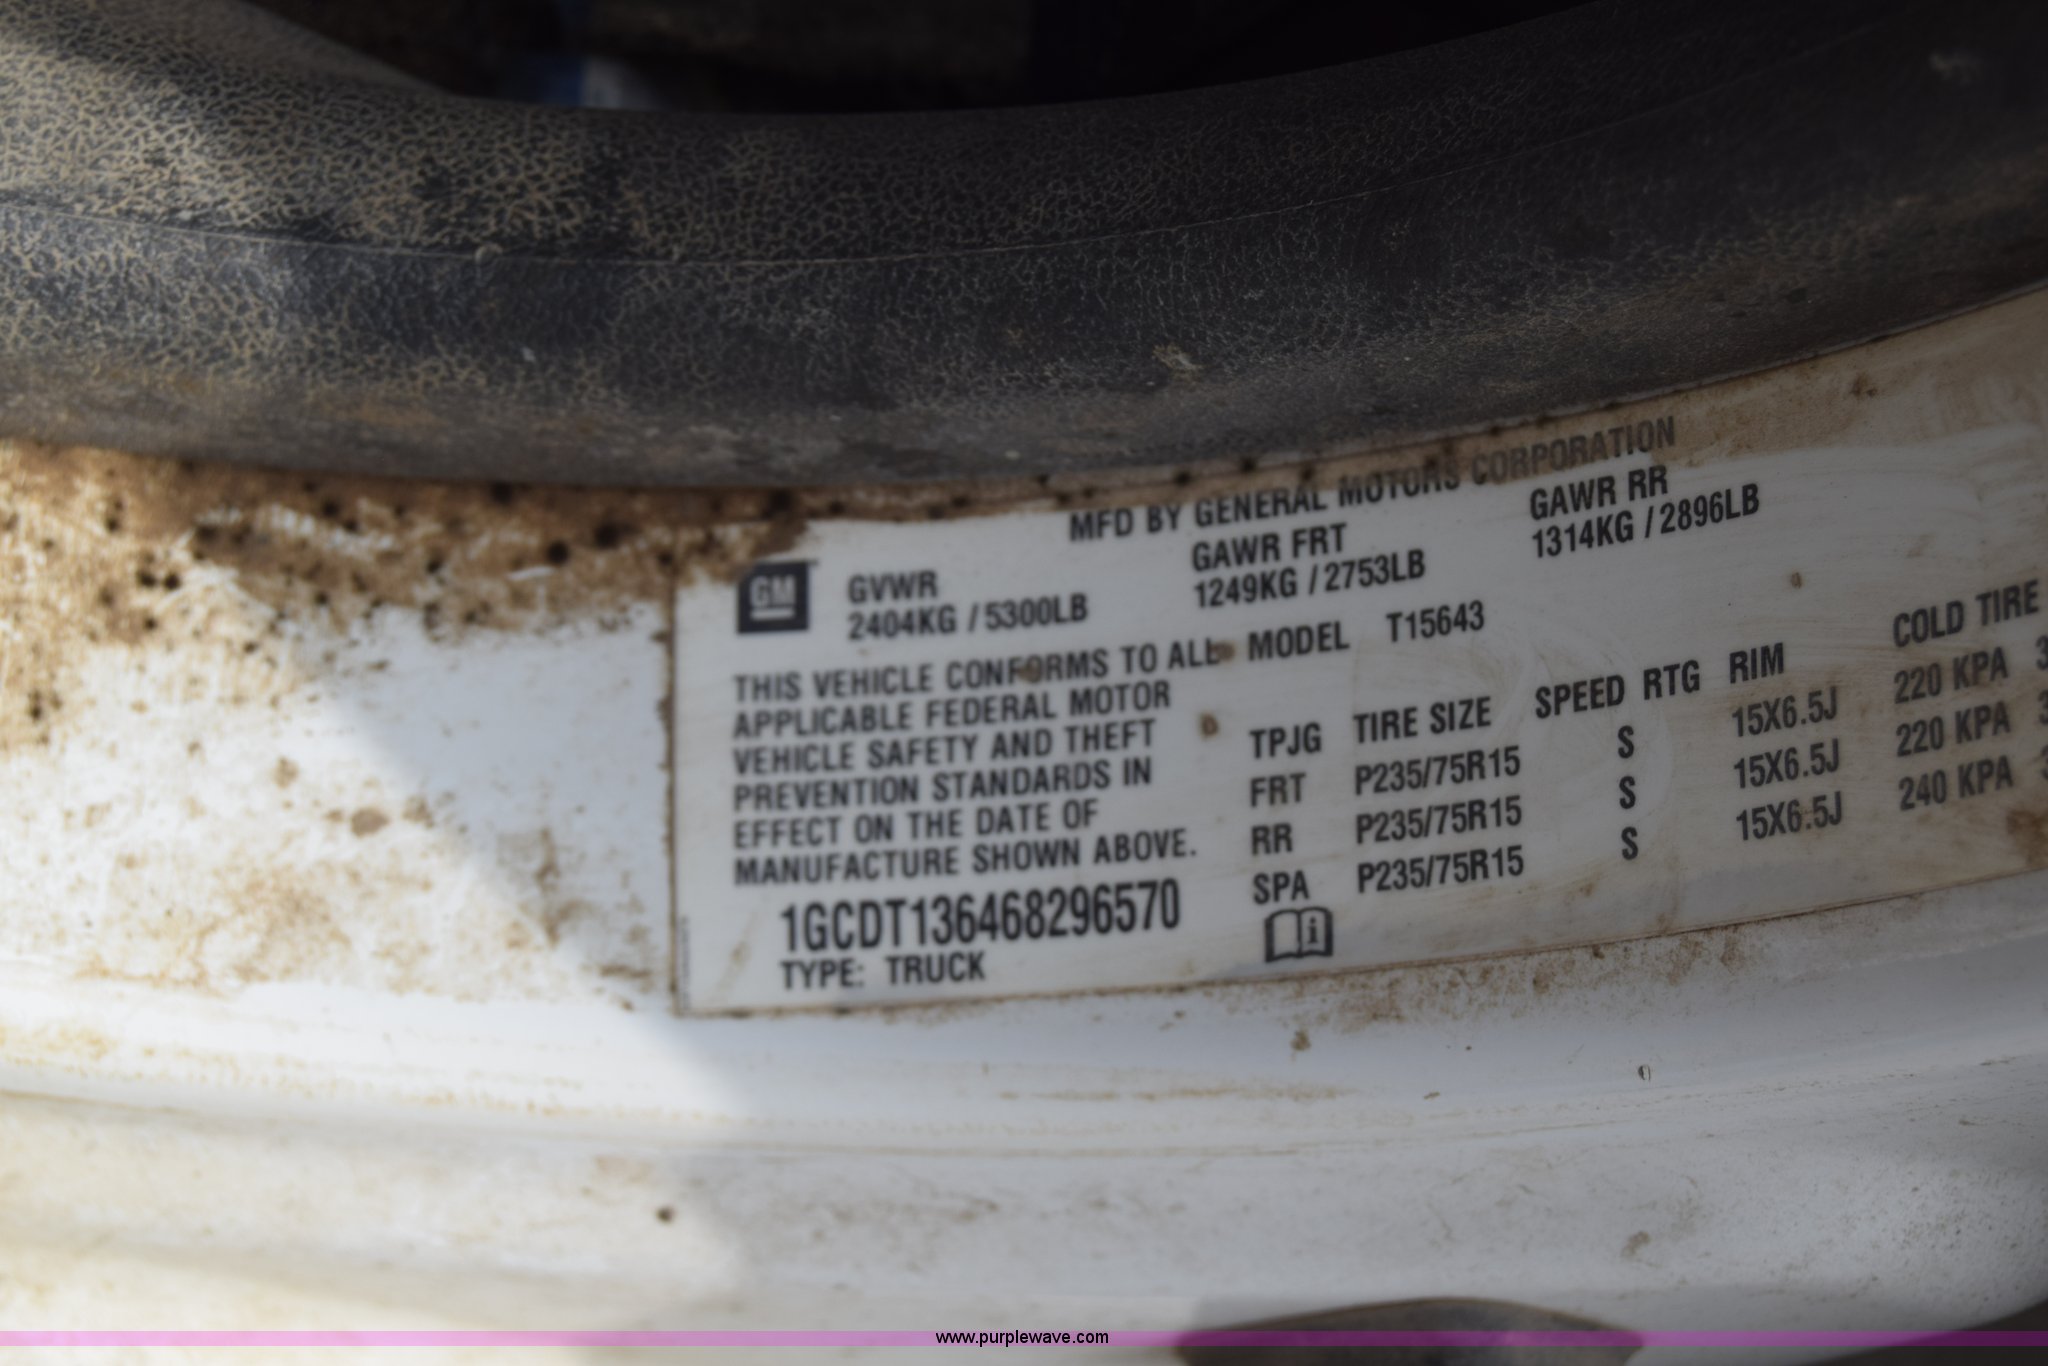 MFD BY GENERAL MOTORS CORPORATION
GM
GVWR GAWR FRT GAWR RR
2404KG / 5300LB 1249KG / 2753LB 1314KG / 2896LB
THIS VEHICLE CONFORMS TO ALL
APPLICABLE FEDERAL MOTOR
VEHICLE SAFETY AND THEFT
PREVENTION STANDARDS IN
EFFECT ON THE DATE OF
MANUFACTURE SHOWN ABOVE.
1GCDT136468296570
TYPE: TRUCK
MODEL T15643
TPJG TIRE SIZE SPEED RTG RIM COLD TIRE
FRT P235/75R15 S 15X6.5J 220 KPA
RR P235/75R15 S 15X6.5J 220 KPA
SPA P235/75R15 S 15X6.5J 240 KPA
www.purplewave.com